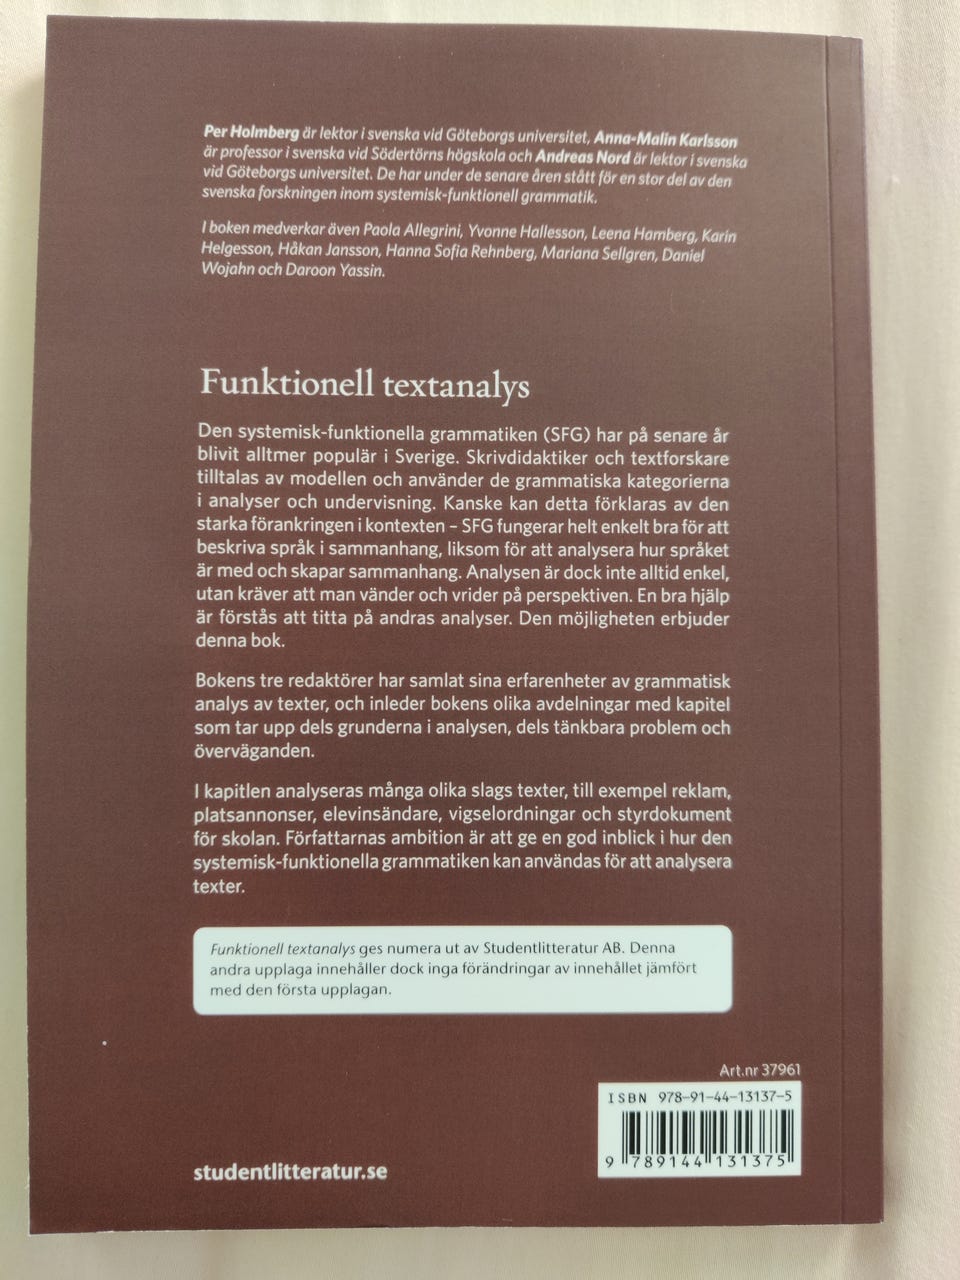 Per Holmberg är lektor i svenska vid Göteborgs universitet, Anna-Malin Karlsson
är professor i svenska vid Södertörns högskola och Andreas Nord är lektor i svenska
vid Göteborgs universitet. De har under de senare åren stått för en stor del av den
svenska forskningen inom systemisk-funktionell grammatik.
I boken medverkar även Paola Allegrini, Yvonne Hallesson, Leena Hamberg, Karin
Helgesson, Håkan Jansson, Hanna Sofia Rehnberg, Mariana Sellgren, Daniel
Wojahn och Daroon Yassin.
Funktionell textanalys
Den systemisk-funktionella grammatiken (SFG) har på senare år
blivit alltmer populär i Sverige. Skrivdidaktiker och textforskare
tilltalas av modellen och använder de grammatiska kategorierna
i analyser och undervisning. Kanske kan detta förklaras av den
starka förankringen i kontexten – SFG fungerar helt enkelt bra för att
beskriva språk i sammanhang, liksom för att analysera hur språket
är med och skapar sammanhang. Analysen är dock inte alltid enkel,
utan kräver att man vänder och vrider på perspektiven. En bra hjälp
är förstås att titta på andras analyser. Den möjligheten erbjuder
denna bok.
Bokens tre redaktörer har samlat sina erfarenheter av grammatisk
analys av texter, och inleder bokens olika avdelningar med kapitel
som tar upp dels grunderna i analysen, dels tänkbara problem och
överväganden.
I kapitlen analyseras många olika slags texter, till exempel reklam,
platsannonser, elevinsändare, vigselordningar och styrdokument
för skolan. Författarnas ambition är att ge en god inblick i hur den
systemisk-funktionella grammatiken kan användas för att analysera
texter.
Funktionell textanalys ges numera ut av Studentlitteratur AB. Denna
andra upplaga innehåller dock inga förändringar av innehållet jämfört
med den första upplagan.
Art.nr 37961
ISBN 978-91-44-13137-5
9 789144 131375
studentlitteratur.se